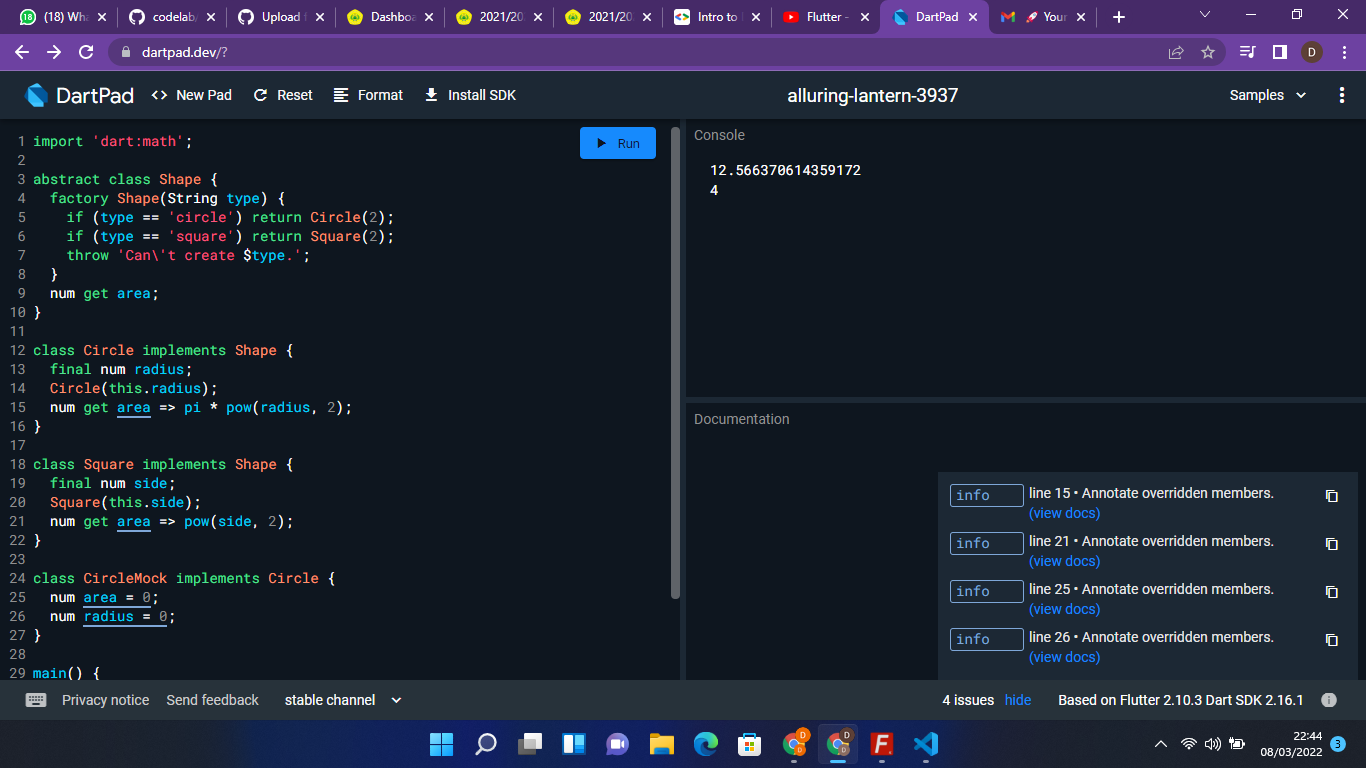 (18) Wha
codelab
Upload f
Dashboa
2021/20
2021/20
Intro to
Flutter -
DartPad
Your
dartpad.dev/?
D
DartPad
<> New Pad
Reset
Format
Install SDK
alluring-lantern-3937
Samples
1 import 'dart:math';
2
3 abstract class Shape {
4 factory Shape(String type) {
5 if (type == 'circle') return Circle(2);
6 if (type == 'square') return Square(2);
7 throw 'Can\'t create $type.';
8 }
9 num get area;
10 }
11
12 class Circle implements Shape {
13 final num radius;
14 Circle(this.radius);
15 num get area => pi * pow(radius, 2);
16 }
17
18 class Square implements Shape {
19 final num side;
20 Square(this.side);
21 num get area => pow(side, 2);
22 }
23
24 class CircleMock implements Circle {
25 num area = 0;
26 num radius = 0;
27 }
28
29 main() {
Run
Console
12.566370614359172
4
Documentation
info line 15 • Annotate overridden members.
(view docs)
info line 21 • Annotate overridden members.
(view docs)
info line 25 • Annotate overridden members.
(view docs)
info line 26 • Annotate overridden members.
(view docs)
Privacy notice
Send feedback
stable channel
4 issues hide
Based on Flutter 2.10.3 Dart SDK 2.16.1
22:44
08/03/2022
3